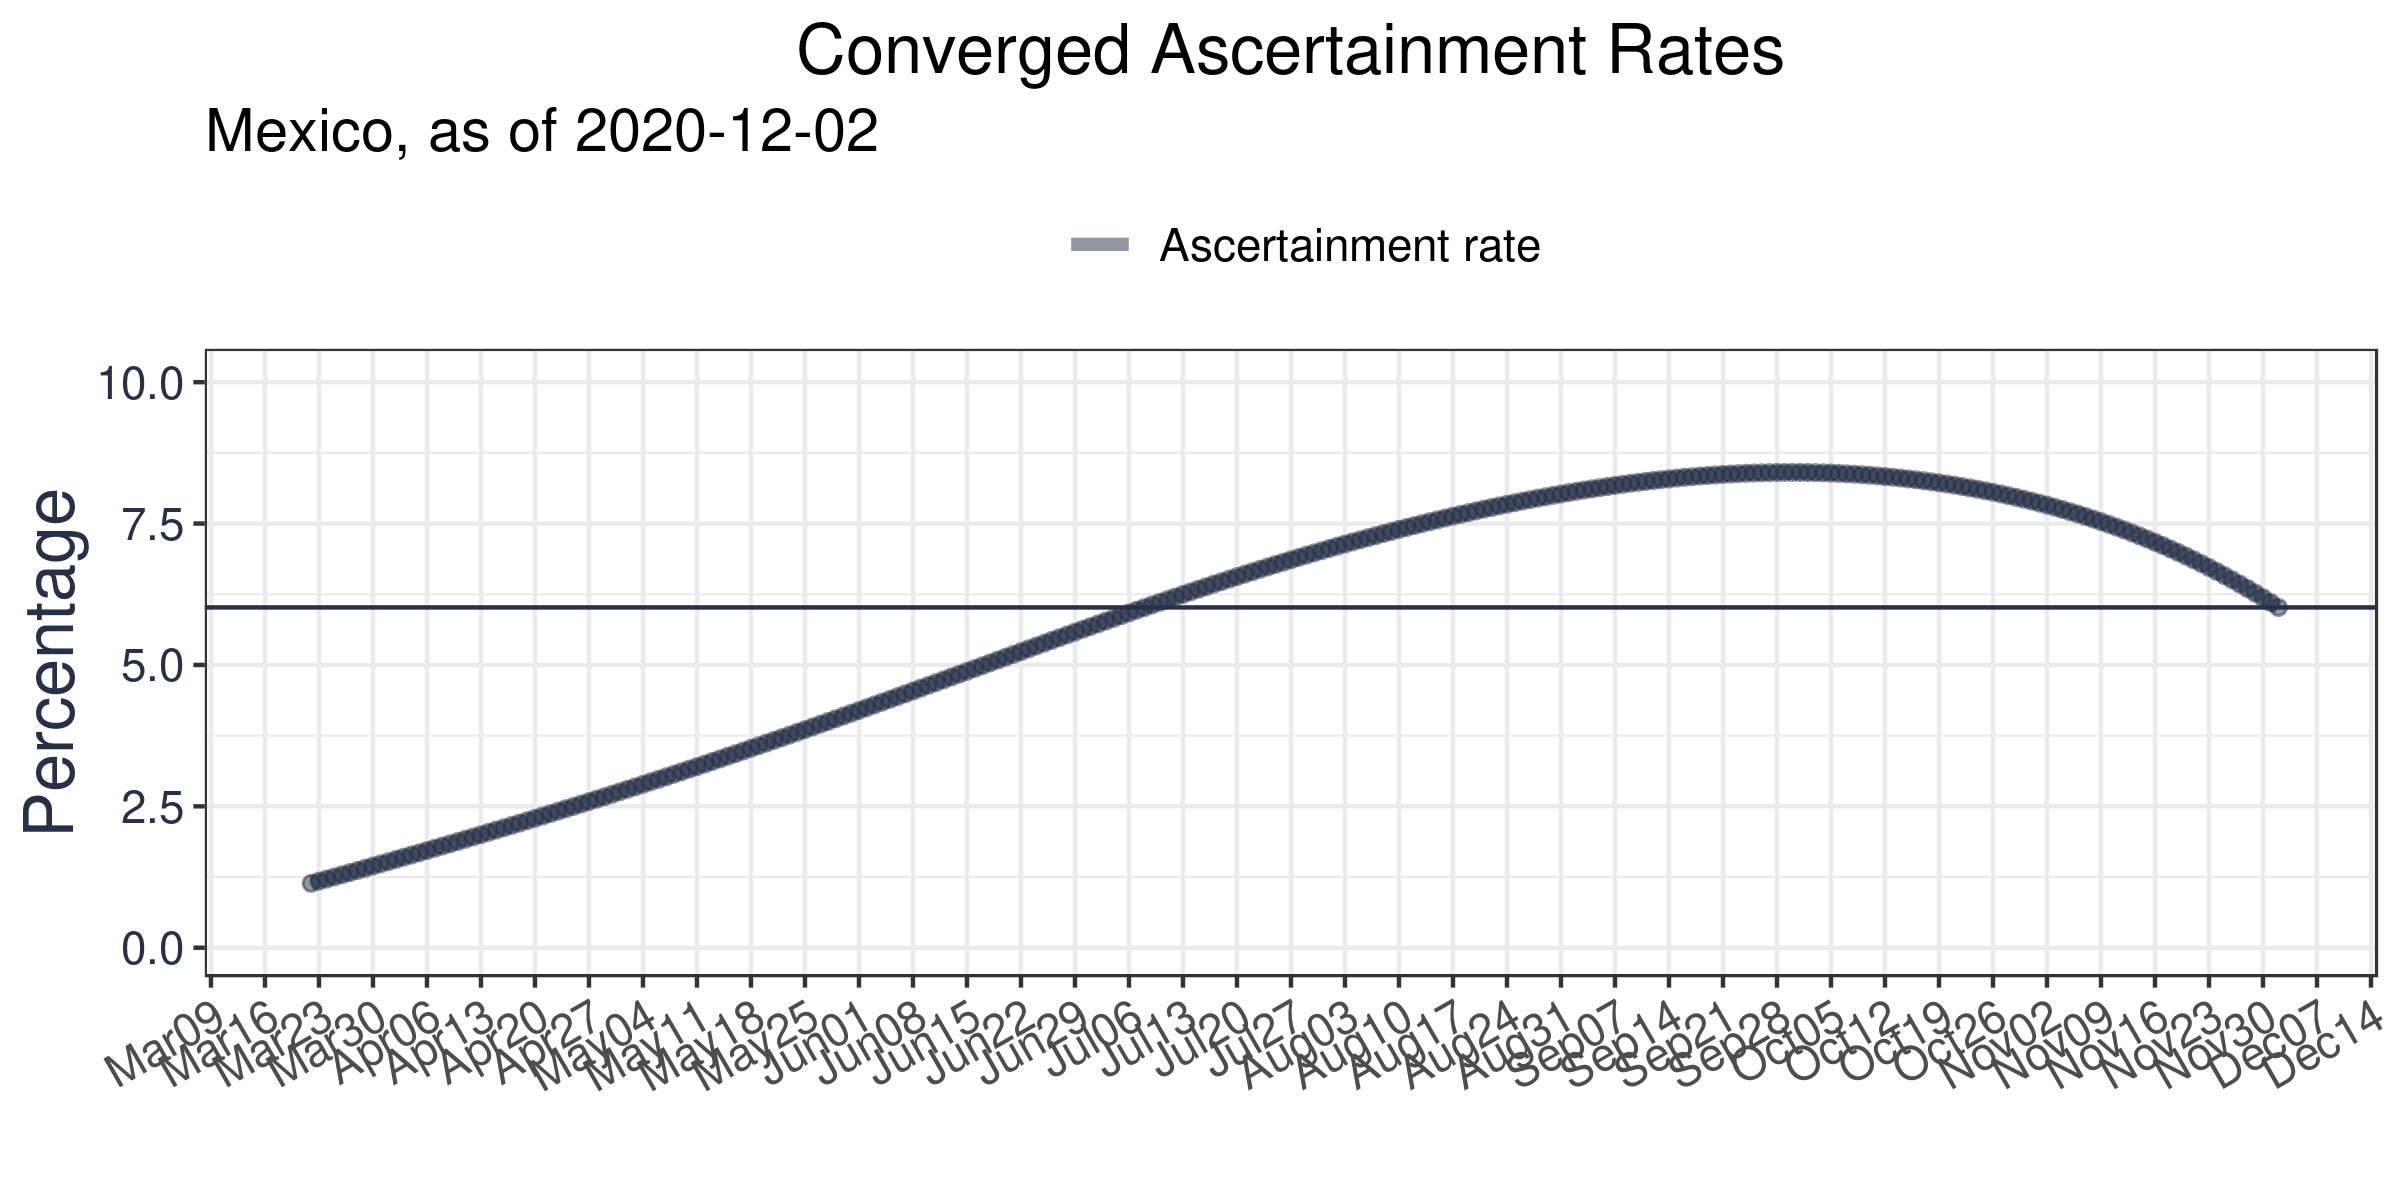 Converged Ascertainment Rates
Mexico, as of 2020-12-02
Ascertainment rate
Percentage
10.0
7.5
5.0
2.5
0.0
Mar09
Mar16
Mar23
Mar30
Apr06
Apr13
Apr20
Apr27
May04
May11
May18
May25
Jun01
Jun08
Jun15
Jun22
Jun29
Jul06
Jul13
Jul20
Jul27
Aug03
Aug10
Aug17
Aug24
Aug31
Sep07
Sep14
Sep21
Sep28
Oct05
Oct12
Oct19
Oct26
Nov02
Nov09
Nov16
Nov23
Nov30
Dec07
Dec14